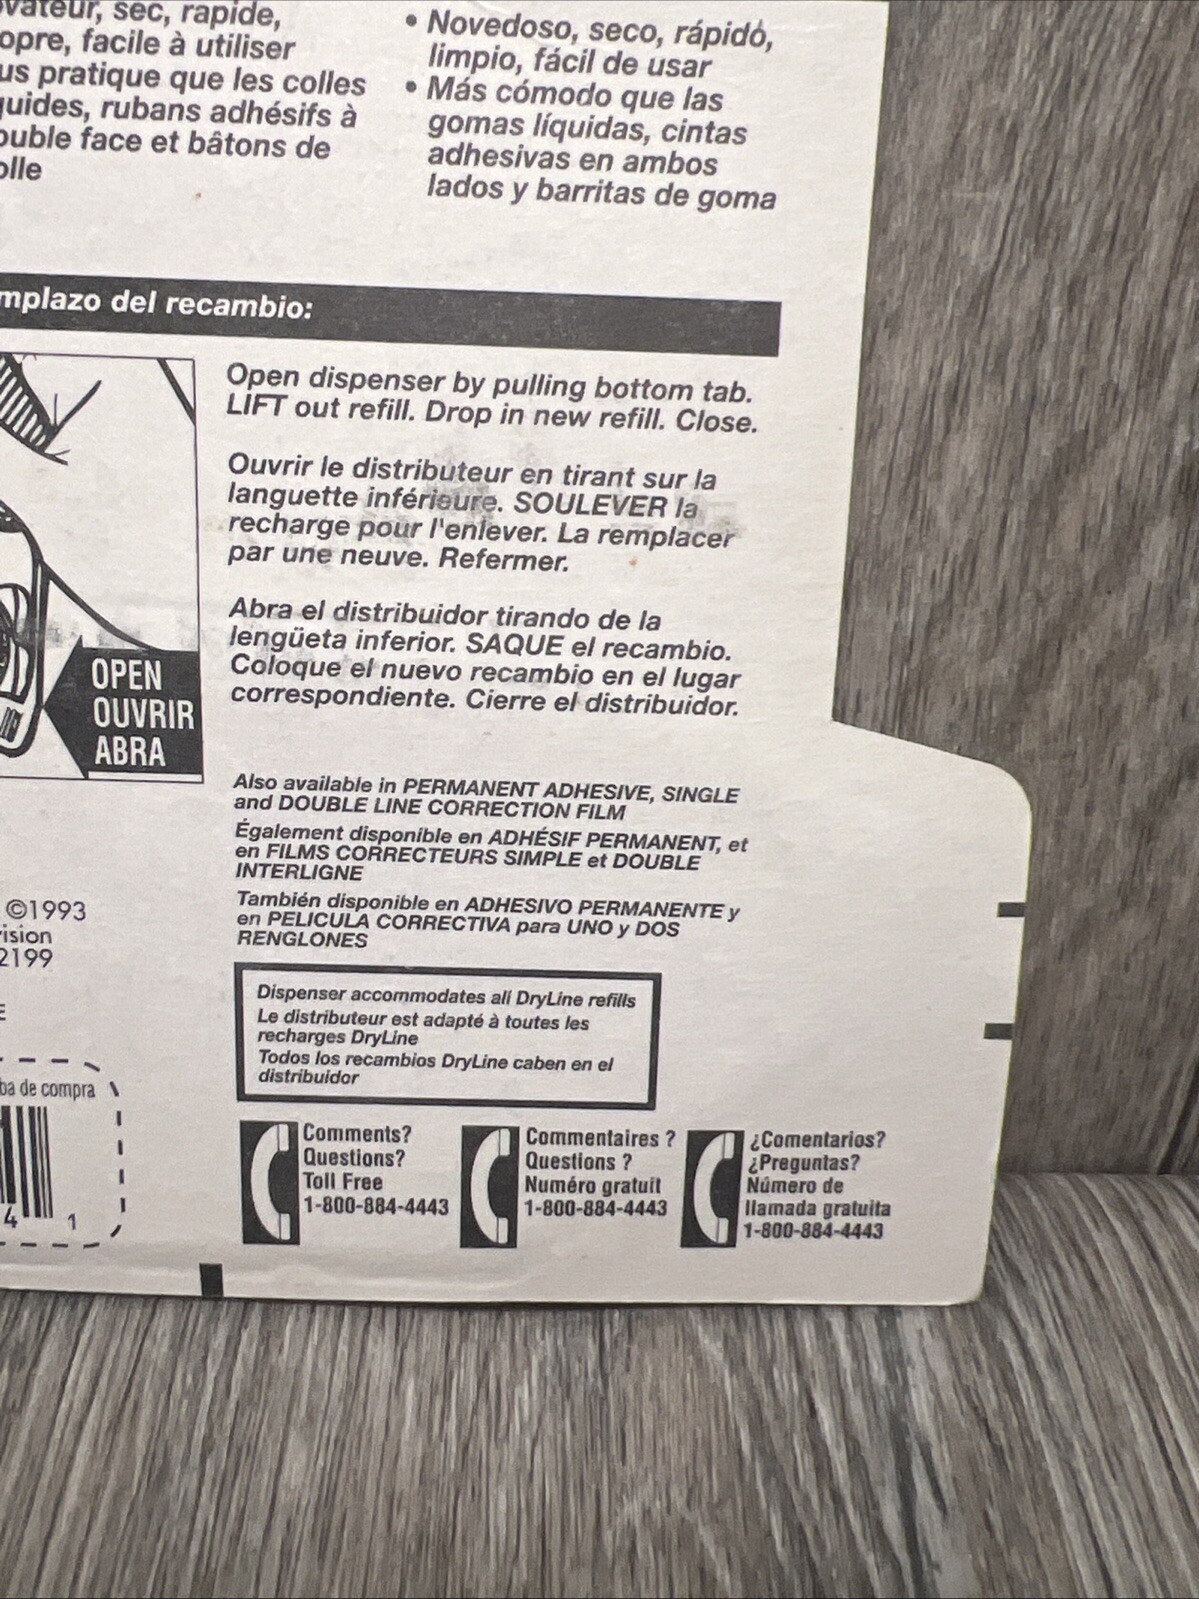 sec, rapide,
facile à utiliser
pratique que les colles
rubans adhésifs à
face et bâtons de
• Novedoso, seco, rápido,
limpio, fácil de usar
• Más cómodo que las
gomas líquidas, cintas
adhesivas en ambos
lados y barritas de goma
del recambio:
Open dispenser by pulling bottom tab.
LIFT out refill. Drop in new refill. Close.
Ouvrir le distributeur en tirant sur la
languette inférieure. SOULEVER la
recharge pour l'enlever. La remplacer
par une neuve. Refermer.
Abra el distribuidor tirando de la
lengüeta inferior. SAQUE el recambio.
Coloque el nuevo recambio en el lugar
correspondiente. Cierre el distribuidor.
OPEN
OUVRIR
ABRA
Also available in PERMANENT ADHESIVE, SINGLE
and DOUBLE LINE CORRECTION FILM
Également disponible en ADHÉSIF PERMANENT, et
en FILMS CORRECTEURS SIMPLE et DOUBLE
INTERLIGNE
También disponible en ADHESIVO PERMANENTE y
en PELICULA CORRECTIVA para UNO y DOS
RENGLONES
©1993
2199
Dispenser accommodates all DryLine refills
Le distributeur est adapté à toutes les
recharges DryLine
Todos los recambios DryLine caben en el
distribuidor
de compra
4 1
Comments?
Questions?
Toll Free
1-800-884-4443
Commentaires ?
Questions ?
Numéro gratuit
1-800-884-4443
¿Comentarios?
¿Preguntas?
Número de
llamada gratuita
1-800-884-4443